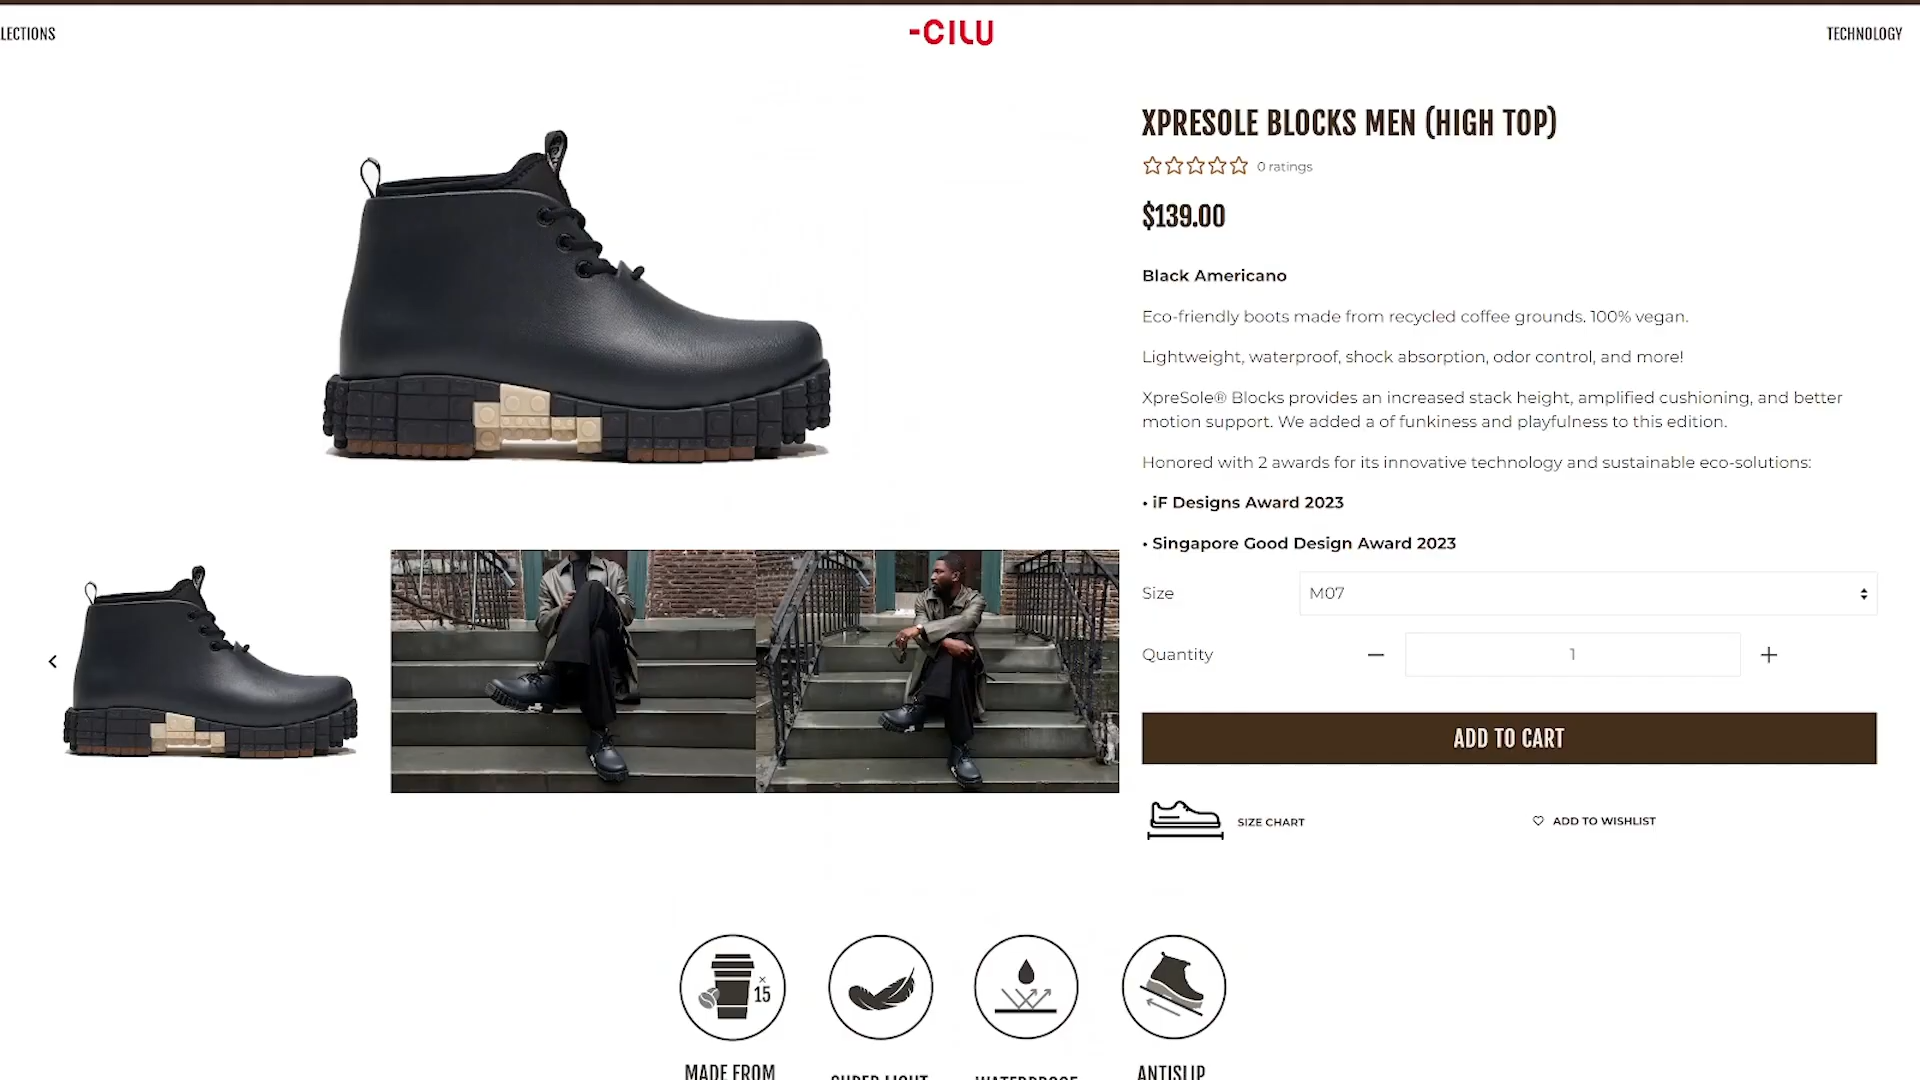 LECTIONS
-CILU
TECHNOLOGY
XPRESOLE BLOCKS MEN (HIGH TOP)
0 ratings
$139.00
Black Americano
Eco-friendly boots made from recycled coffee grounds. 100% vegan.
Lightweight, waterproof, shock absorption, odor control, and more!
XpreSole® Blocks provides an increased stack height, amplified cushioning, and better
motion support. We added a of funkiness and playfulness to this edition.
Honored with 2 awards for its innovative technology and sustainable eco-solutions:
• iF Designs Award 2023
• Singapore Good Design Award 2023
Size
M07
Quantity
1
ADD TO CART
SIZE CHART
ADD TO WISHLIST
× 15
MADE FROM
SUPER LIGHT
WATERPROOF
ANTISLIP